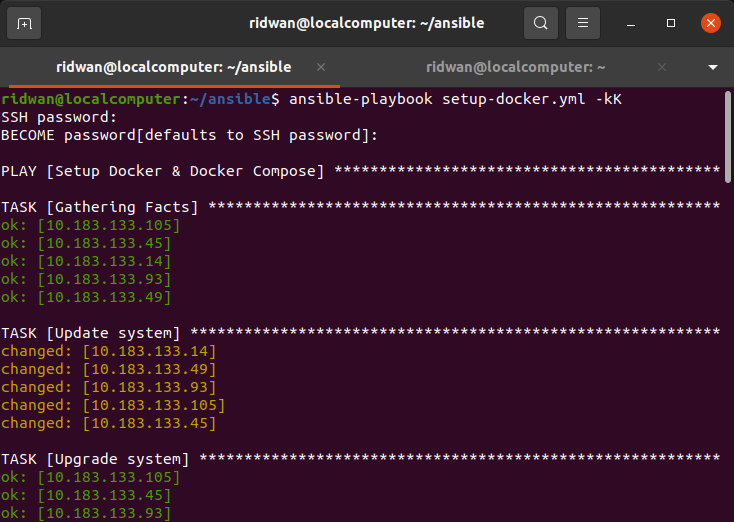 ridwan@localcomputer: ~/ansible
ridwan@localcomputer: ~/ansible
ridwan@localcomputer: ~
ridwan@localcomputer:~/ansible$ ansible-playbook setup-docker.yml -kK
SSH password:
BECOME password[defaults to SSH password]:
PLAY [Setup Docker & Docker Compose] *******************************************
TASK [Gathering Facts] *********************************************************
ok: [10.183.133.105]
ok: [10.183.133.45]
ok: [10.183.133.14]
ok: [10.183.133.93]
ok: [10.183.133.49]
TASK [Update system] ***********************************************************
changed: [10.183.133.14]
changed: [10.183.133.49]
changed: [10.183.133.93]
changed: [10.183.133.105]
changed: [10.183.133.45]
TASK [Upgrade system] **********************************************************
ok: [10.183.133.105]
ok: [10.183.133.45]
ok: [10.183.133.93]